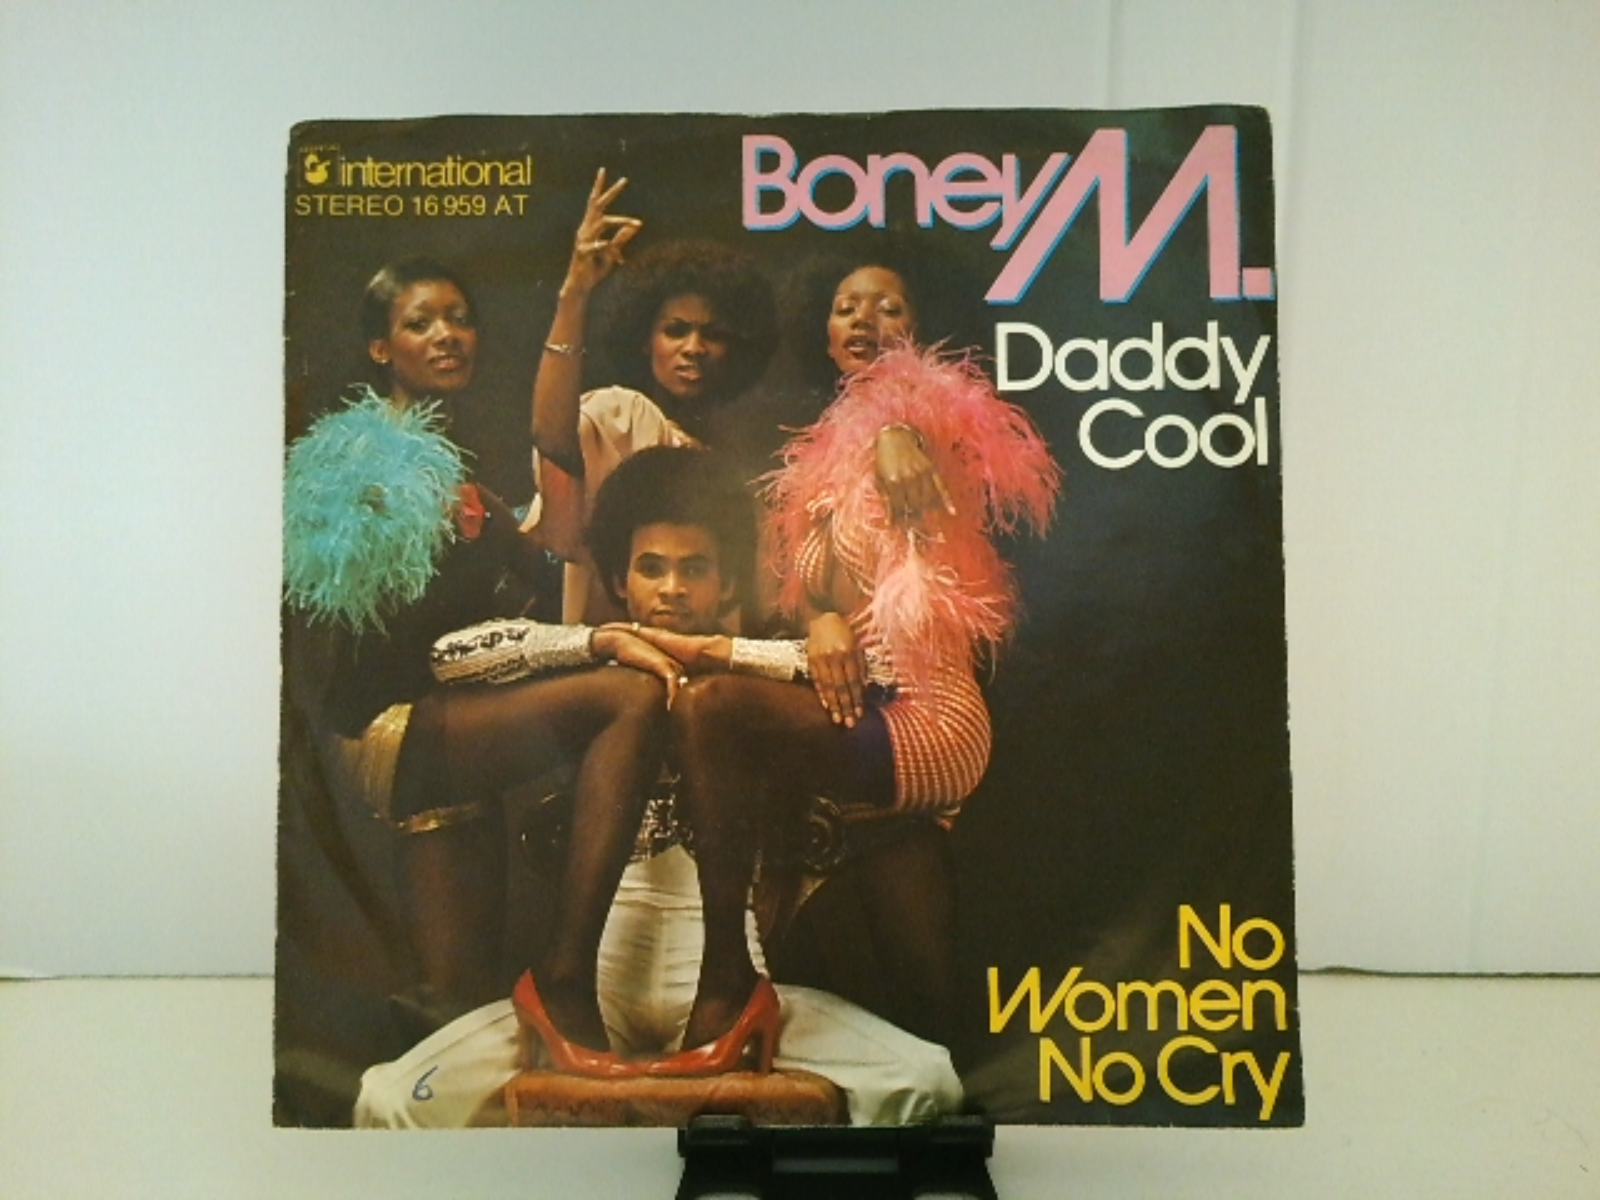 international
STEREO 16 959 AT
Boney M.
Daddy
Cool
No
Women
No Cry
6